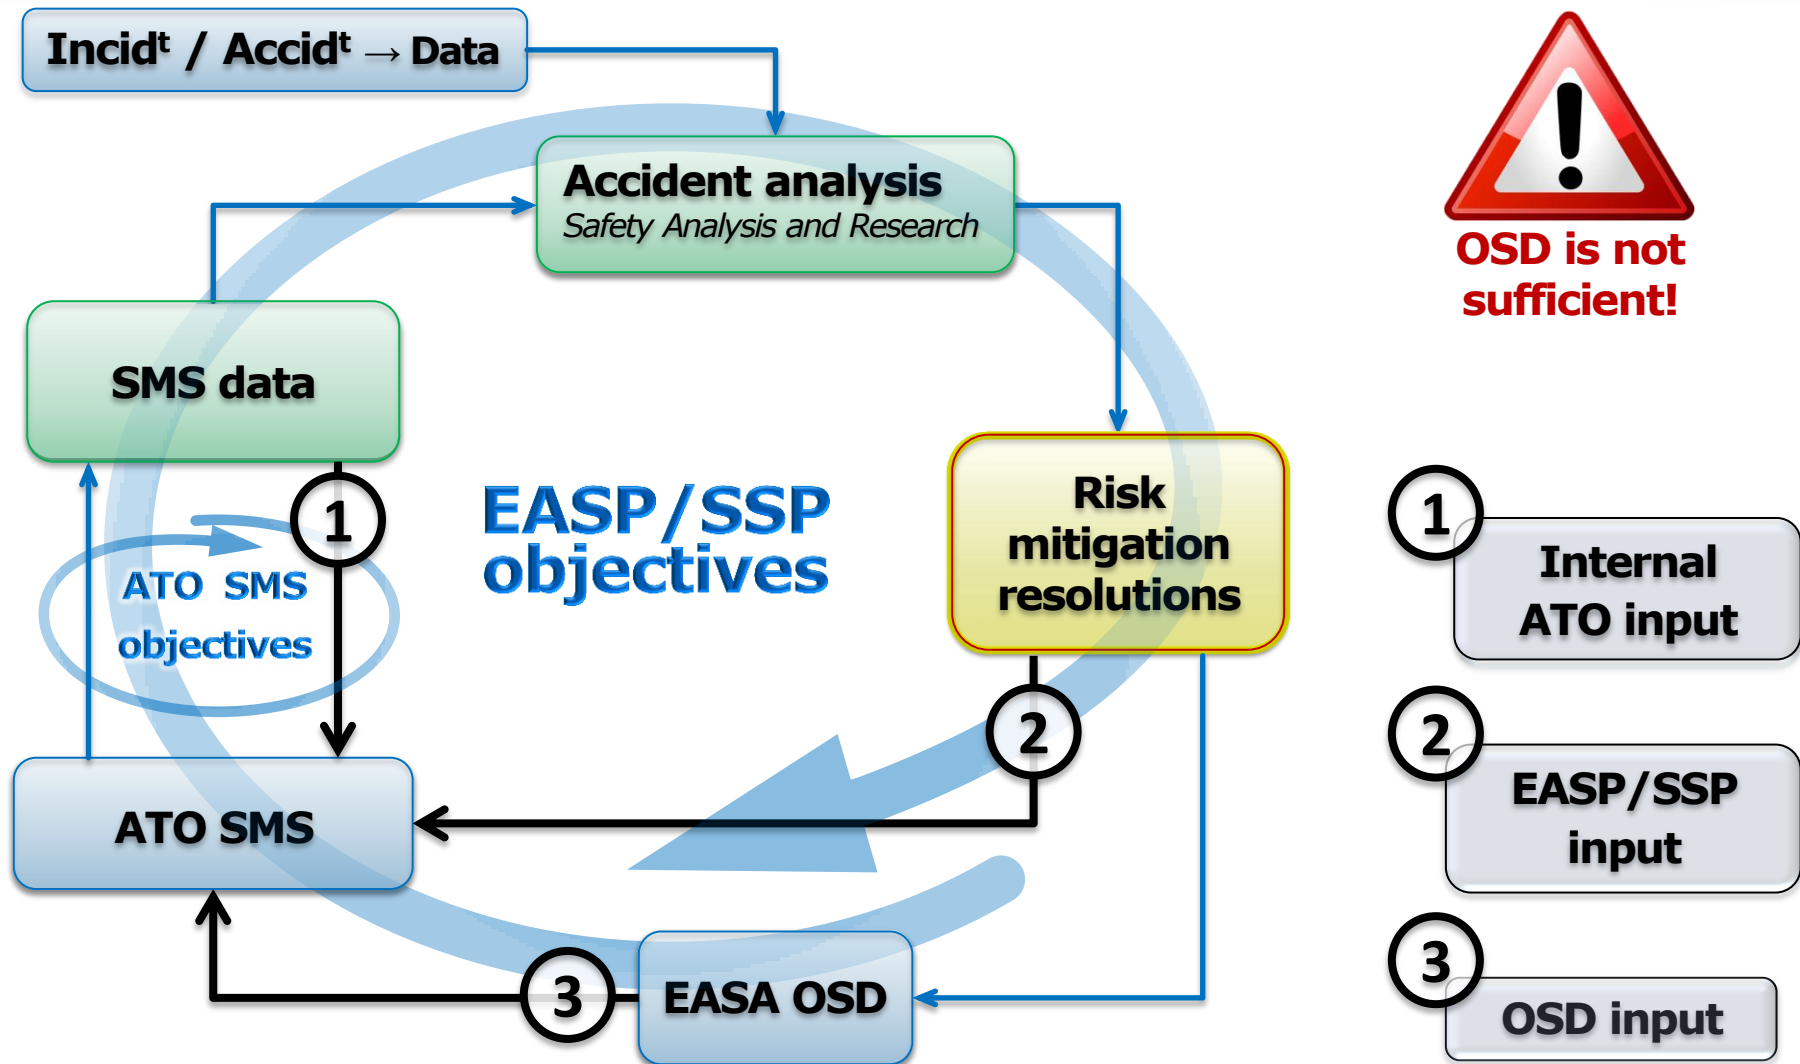 Incidᵗ / Accidᵗ → Data
Accident analysis
Safety Analysis and Research
OSD is not
sufficient!
SMS data
1
EASP/SSP
objectives
ATO SMS
objectives
Risk
mitigation
resolutions
2
ATO SMS
3
EASA OSD
1
Internal
ATO input
2
EASP/SSP
input
3
OSD input